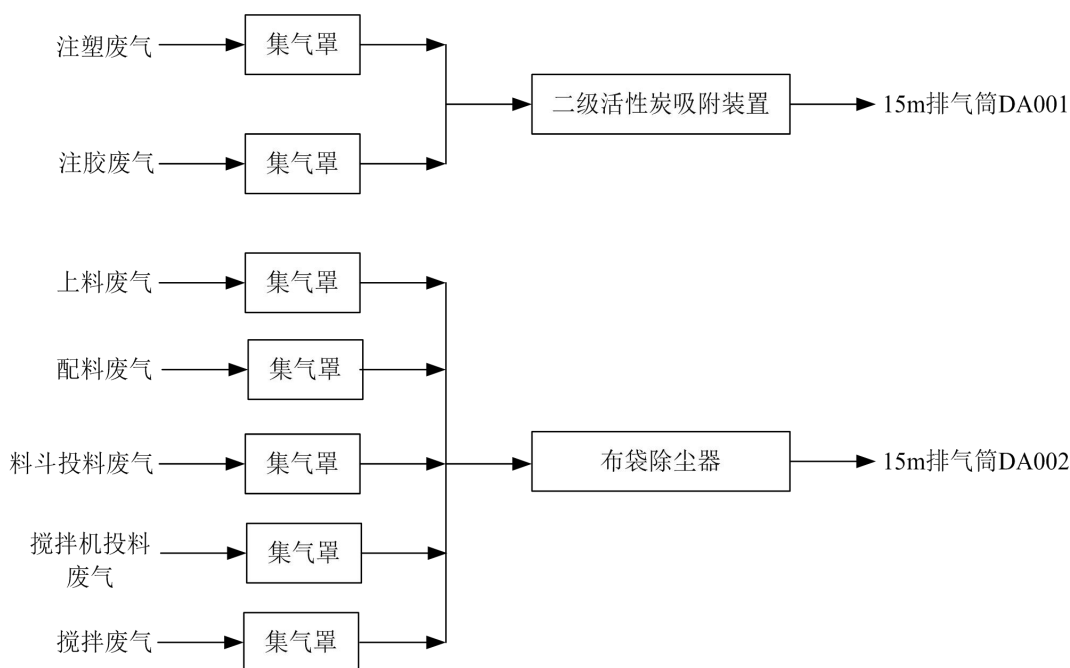 注塑废气
集气罩
注胶废气
集气罩
二级活性炭吸附装置
15m排气筒DA001
上料废气
集气罩
配料废气
集气罩
料斗投料废气
集气罩
搅拌机投料
废气
集气罩
搅拌废气
集气罩
布袋除尘器
15m排气筒DA002